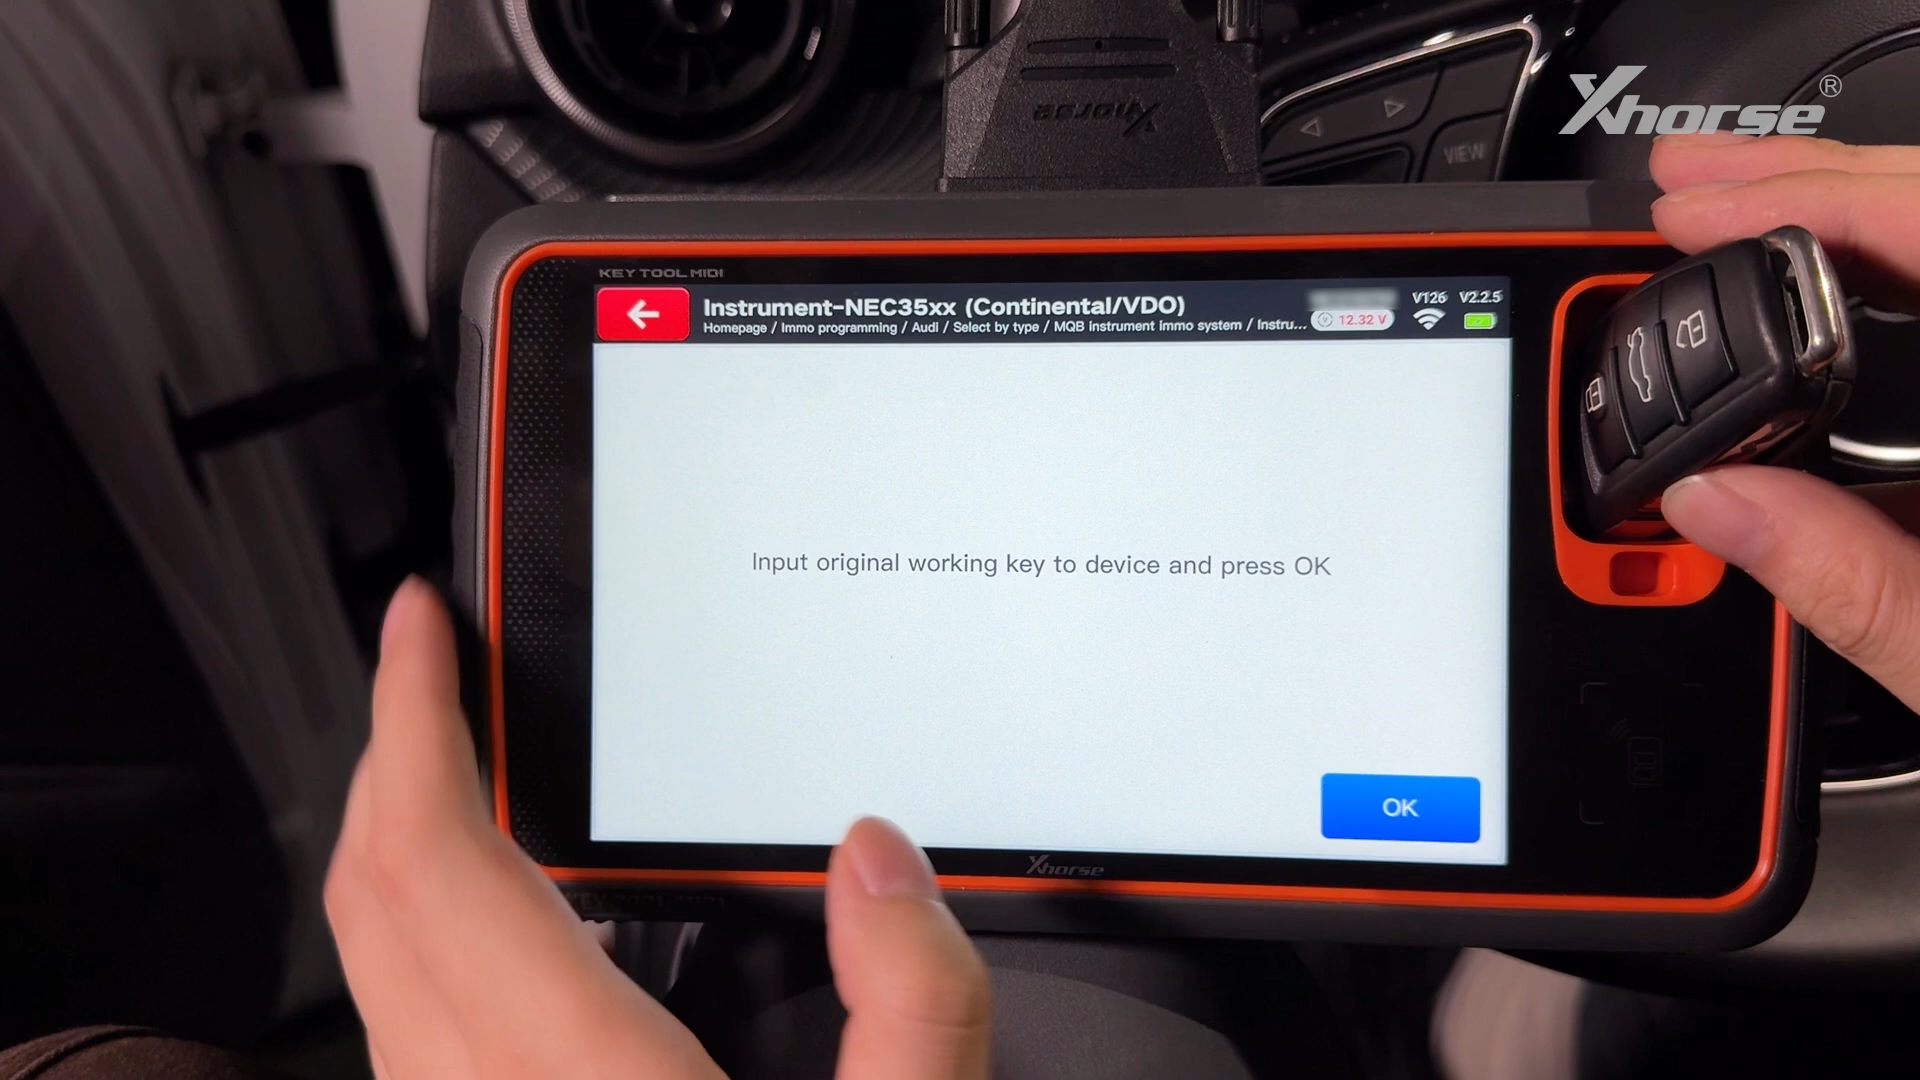 Xhorse®
Xhorse
VIEW
KEY TOOL MIDI
Instrument-NEC35xx (Continental/VDO)
Homepage / Immo programming / Audi / Select by type / MQB instrument immo system / Instru...
12.32 V
V126 V2.2.5
Input original working key to device and press OK
OK
Xhorse